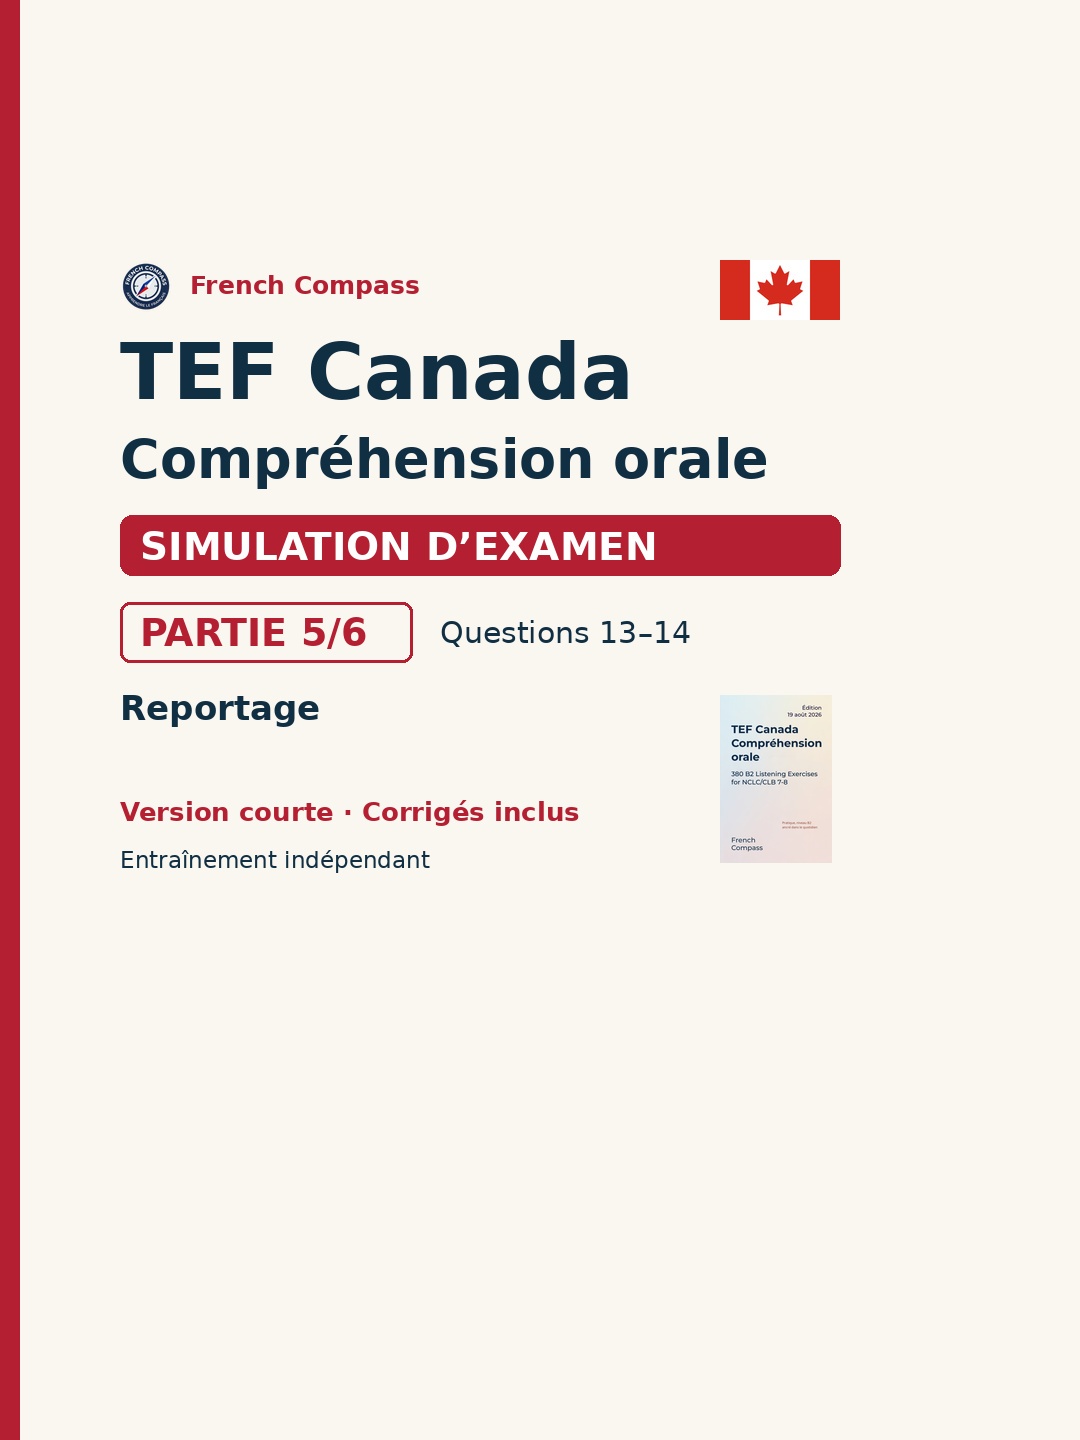 FRENCH COMPASS
French Compass
TEF Canada
Compréhension orale
SIMULATION D’EXAMEN
PARTIE 5/6
Questions 13–14
Reportage
Édition
19 août 2026
TEF Canada
Compréhension
orale
380 B2 Listening Exercises
for NCLC/CLB 7-8
French
Compass
Version courte · Corrigés inclus
Entraînement indépendant